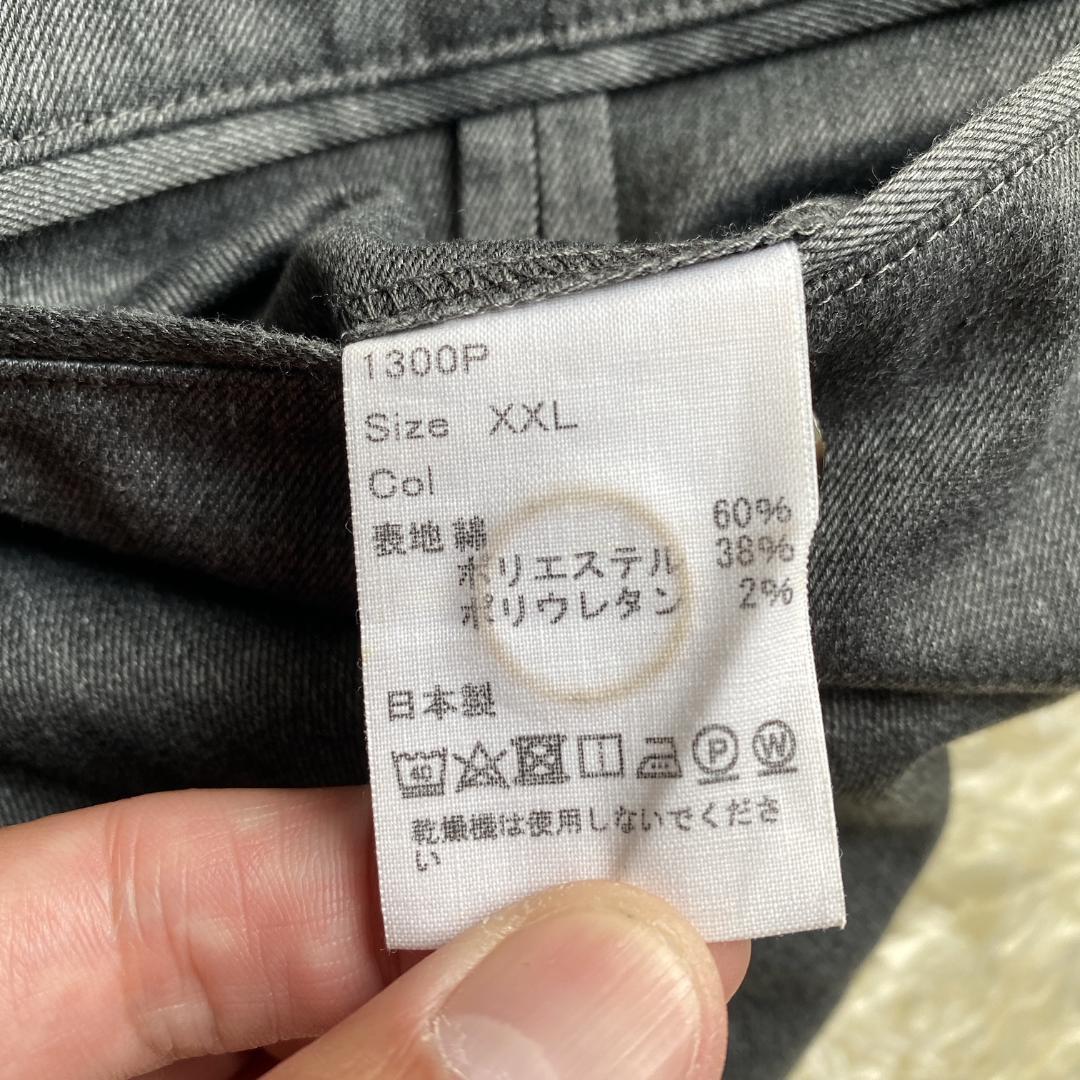 1300P
Size XXL
Col
表地 綿 60%
ポリエステル 38%
ポリウレタン 2%
日本製
40 P W
乾燥機は使用しないでくださ
い